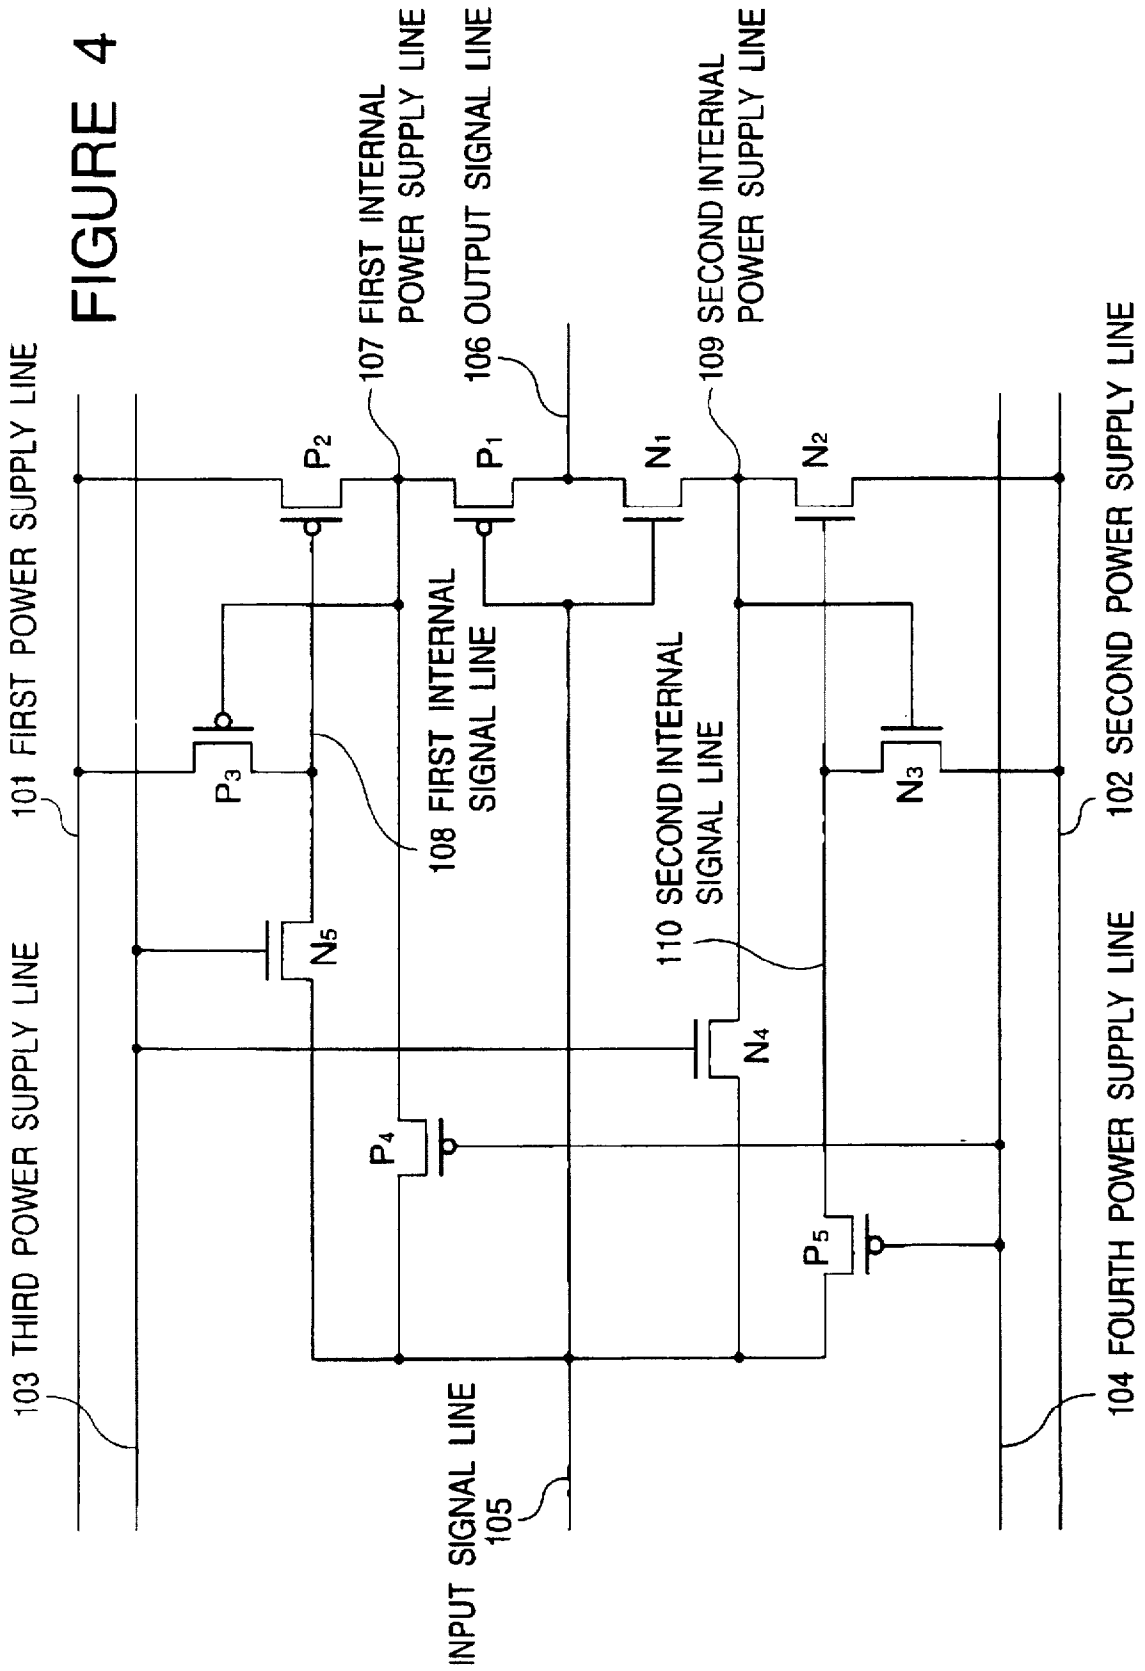 FIGURE 4
103 THIRD POWER SUPPLY LINE
101 FIRST POWER SUPPLY LINE
107 FIRST INTERNAL
POWER SUPPLY LINE
106 OUTPUT SIGNAL LINE
109 SECOND INTERNAL
POWER SUPPLY LINE
P3
P2
N5
108 FIRST INTERNAL
SIGNAL LINE
P4
P1
INPUT SIGNAL LINE
105
N1
110 SECOND INTERNAL
SIGNAL LINE
N4
N2
P5
N3
104 FOURTH POWER SUPPLY LINE
102 SECOND POWER SUPPLY LINE